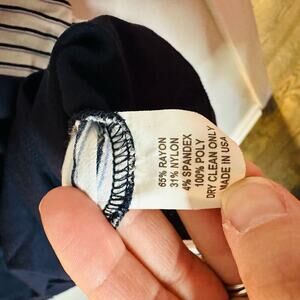 65% RAYON
31% NYLON
4% SPANDEX
100% POLY
DRY CLEAN ONLY
MADE IN USA